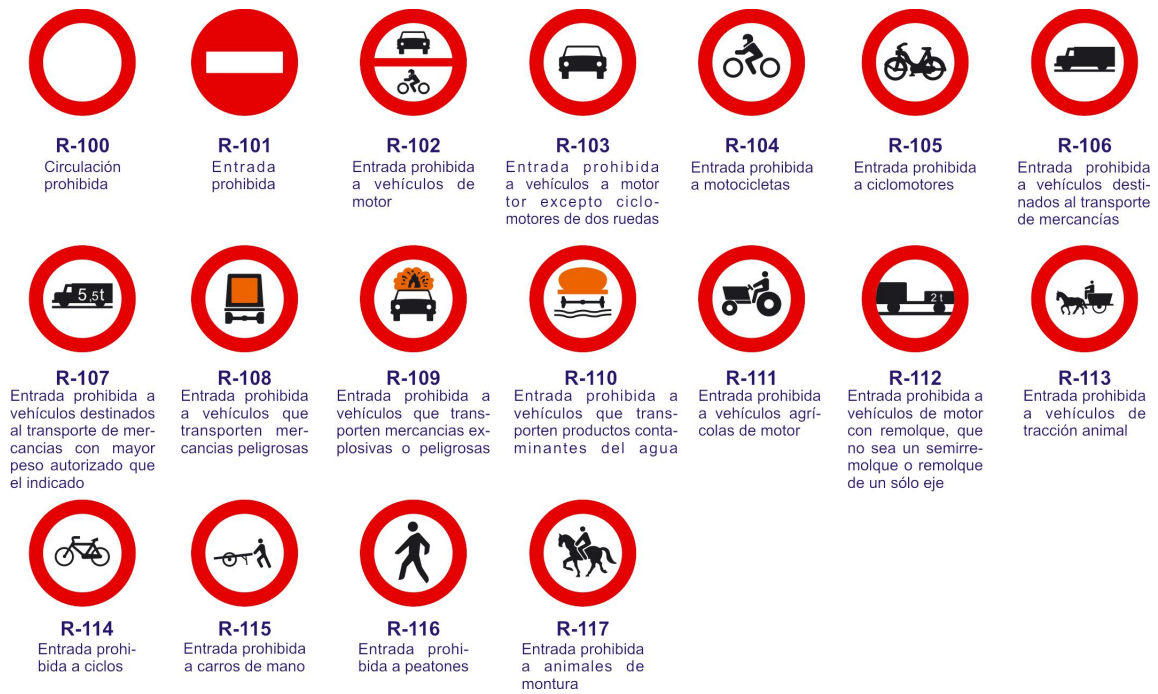 R-100
Circulación
prohibida
R-101
Entrada
prohibida
R-102
Entrada prohibida
a vehículos de
motor
R-103
Entrada prohibida
a vehículos a motor
tor excepto ciclo-
motores de dos ruedas
R-104
Entrada prohibida
a motocicletas
R-105
Entrada prohibida
a ciclomotores
R-106
Entrada prohibida
a vehículos desti-
nados al transporte
de mercancías
5,5t
R-107
Entrada prohibida a
vehículos destinados
al transporte de mer-
cancias con mayor
peso autorizado que
el indicado
R-108
Entrada prohibida
a vehículos que
transporten mer-
cancias peligrosas
R-109
Entrada prohibida a
vehículos que trans-
porten mercancias ex-
plosivas o peligrosas
R-110
Entrada prohibida a
vehículos que trans-
porten productos conta-
minantes del agua
R-111
Entrada prohibida
a vehículos agrí-
colas de motor
2t
R-112
Entrada prohibida a
vehículos de motor
con remolque, que
no sea un semirre-
molque o remolque
de un sólo eje
R-113
Entrada prohibida
a vehículos de
tracción animal
R-114
Entrada prohi-
bida a ciclos
R-115
Entrada prohibida
a carros de mano
R-116
Entrada prohi-
bida a peatones
R-117
Entrada prohibida
a animales de
montura